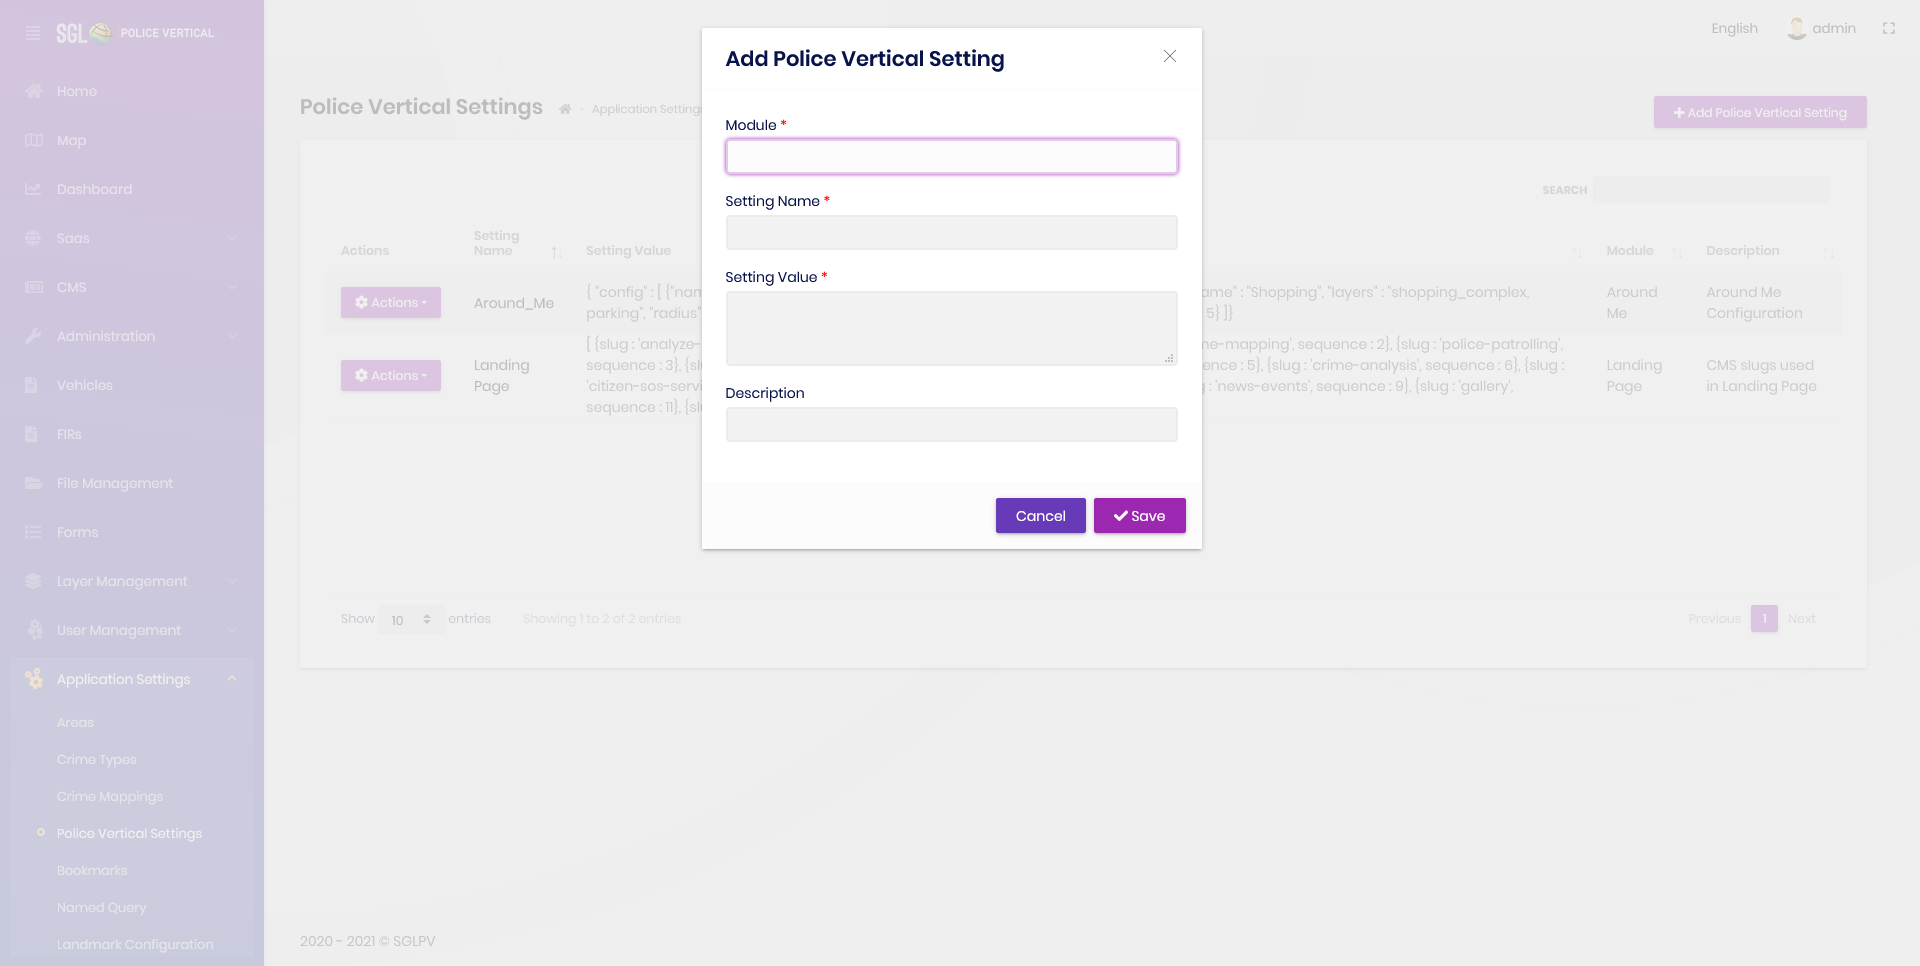 SGL POLICE VERTICAL
Home
Map
Dashboard
Saas
CMS
Administration
Vehicles
FIRs
File Management
Forms
Layer Management
User Management
Application Settings
Areas
Crime Types
Crime Mappings
Police Vertical Settings
Bookmarks
Named Query
Landmark Configuration
English admin
Police Vertical Settings Application Settings
+ Add Police Vertical Setting
SEARCH
Actions Setting Name Setting Value Module Description
Actions Around_Me
{ "config" : [ {"nam
parking", "radius"
ame" : "Shopping", "layers" : "shopping_complex,
5} ]}
Around
Me
Around Me
Configuration
Actions Landing
Page
[ {slug : 'analyze-
sequence : 3}, {sl
'citizen-sos-servi
sequence : 11}, {sl
me-mapping', sequence : 2}, {slug : 'police-patrolling',
ence : 5}, {slug : 'crime-analysis', sequence : 6}, {slug :
g : 'news-events', sequence : 9}, {slug : 'gallery',
Landing
Page
CMS slugs used
in Landing Page
Show 10 entries Showing 1 to 2 of 2 entries
Previous 1 Next
2020 - 2021 © SGLPV
Add Police Vertical Setting
Module *
Setting Name *
Setting Value *
Description
Cancel Save